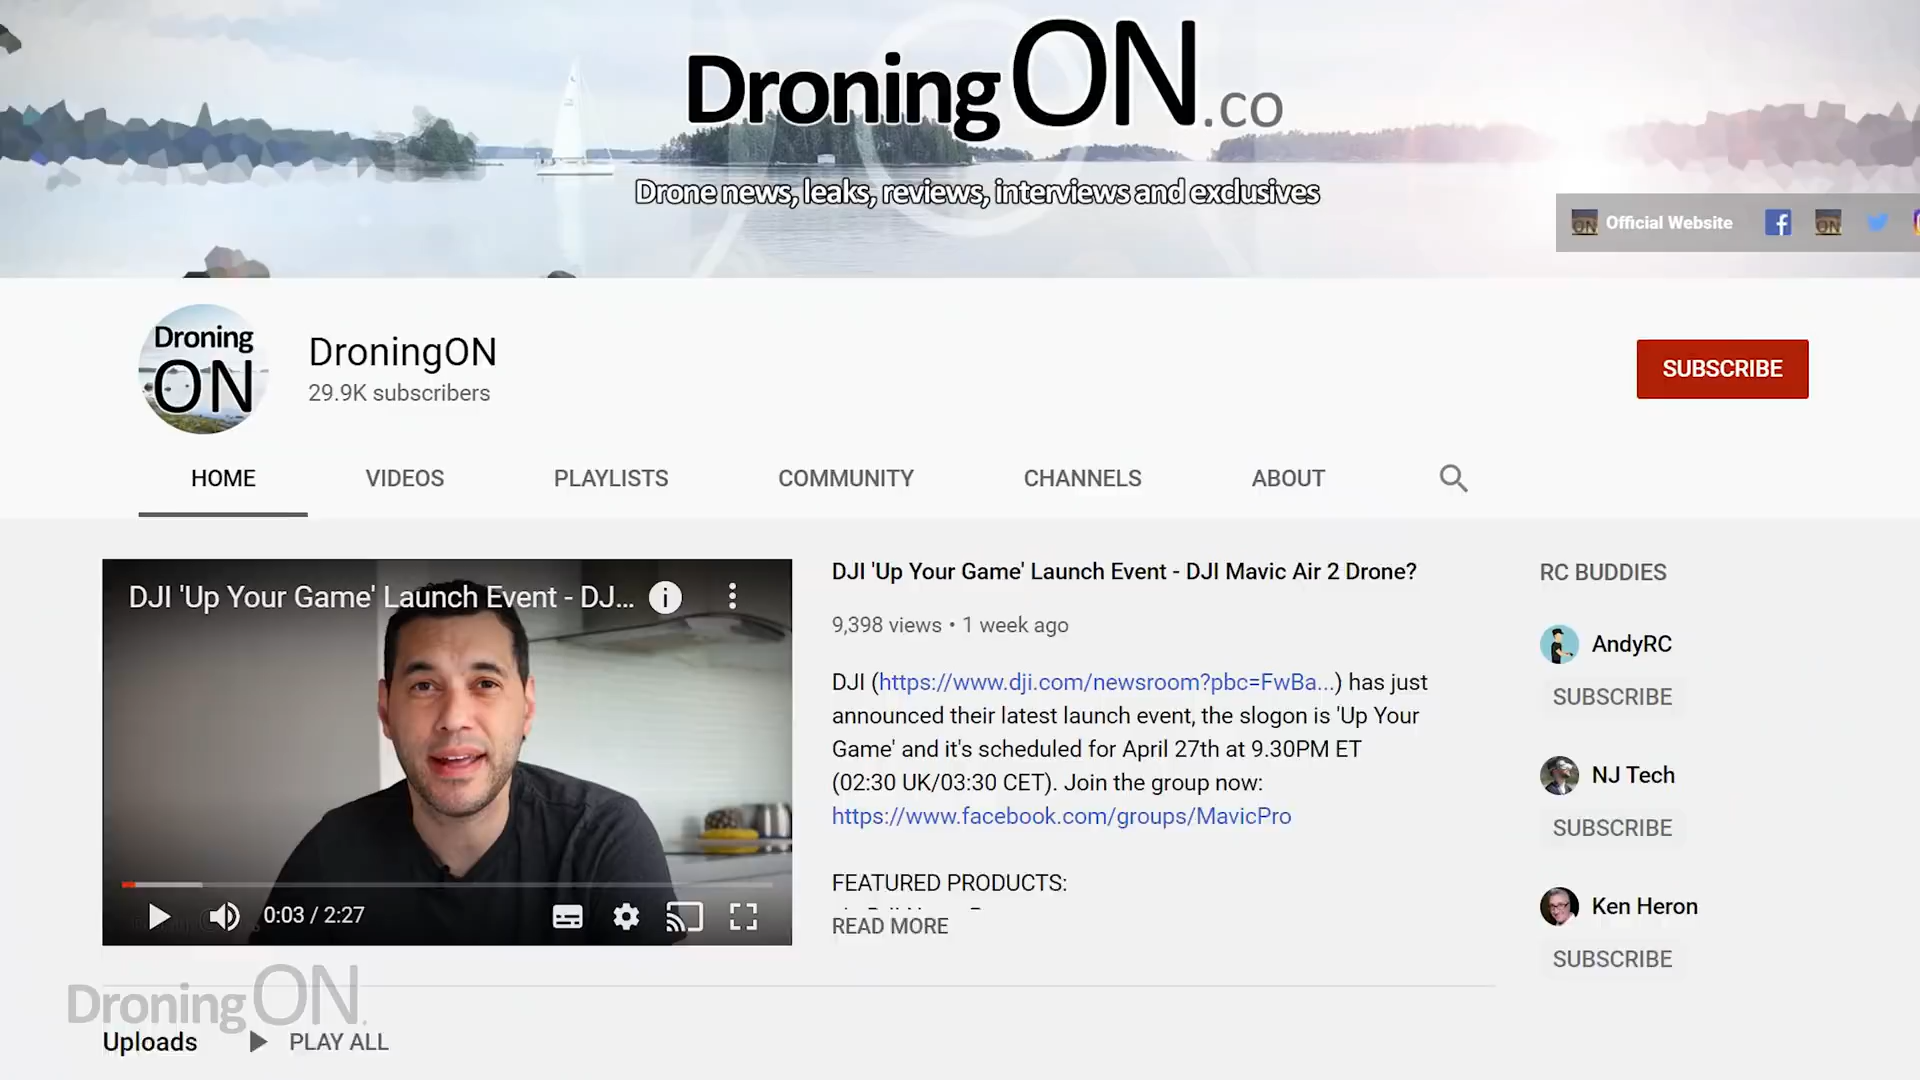 DroningON.co
Drone news, leaks, reviews, interviews and exclusives
ON Official Website ON
Droning
ON
DroningON
29.9K subscribers
SUBSCRIBE
HOME VIDEOS PLAYLISTS COMMUNITY CHANNELS ABOUT
DJI 'Up Your Game' Launch Event - DJ...
0:03 / 2:27
DJI 'Up Your Game' Launch Event - DJI Mavic Air 2 Drone?
9,398 views • 1 week ago
DJI (https://www.dji.com/newsroom?pbc=FwBa...) has just
announced their latest launch event, the slogon is 'Up Your
Game' and it's scheduled for April 27th at 9.30PM ET
(02:30 UK/03:30 CET). Join the group now:
https://www.facebook.com/groups/MavicPro
FEATURED PRODUCTS:
READ MORE
RC BUDDIES
AndyRC
SUBSCRIBE
NJ Tech
SUBSCRIBE
Ken Heron
SUBSCRIBE
DroningON.
Uploads PLAY ALL